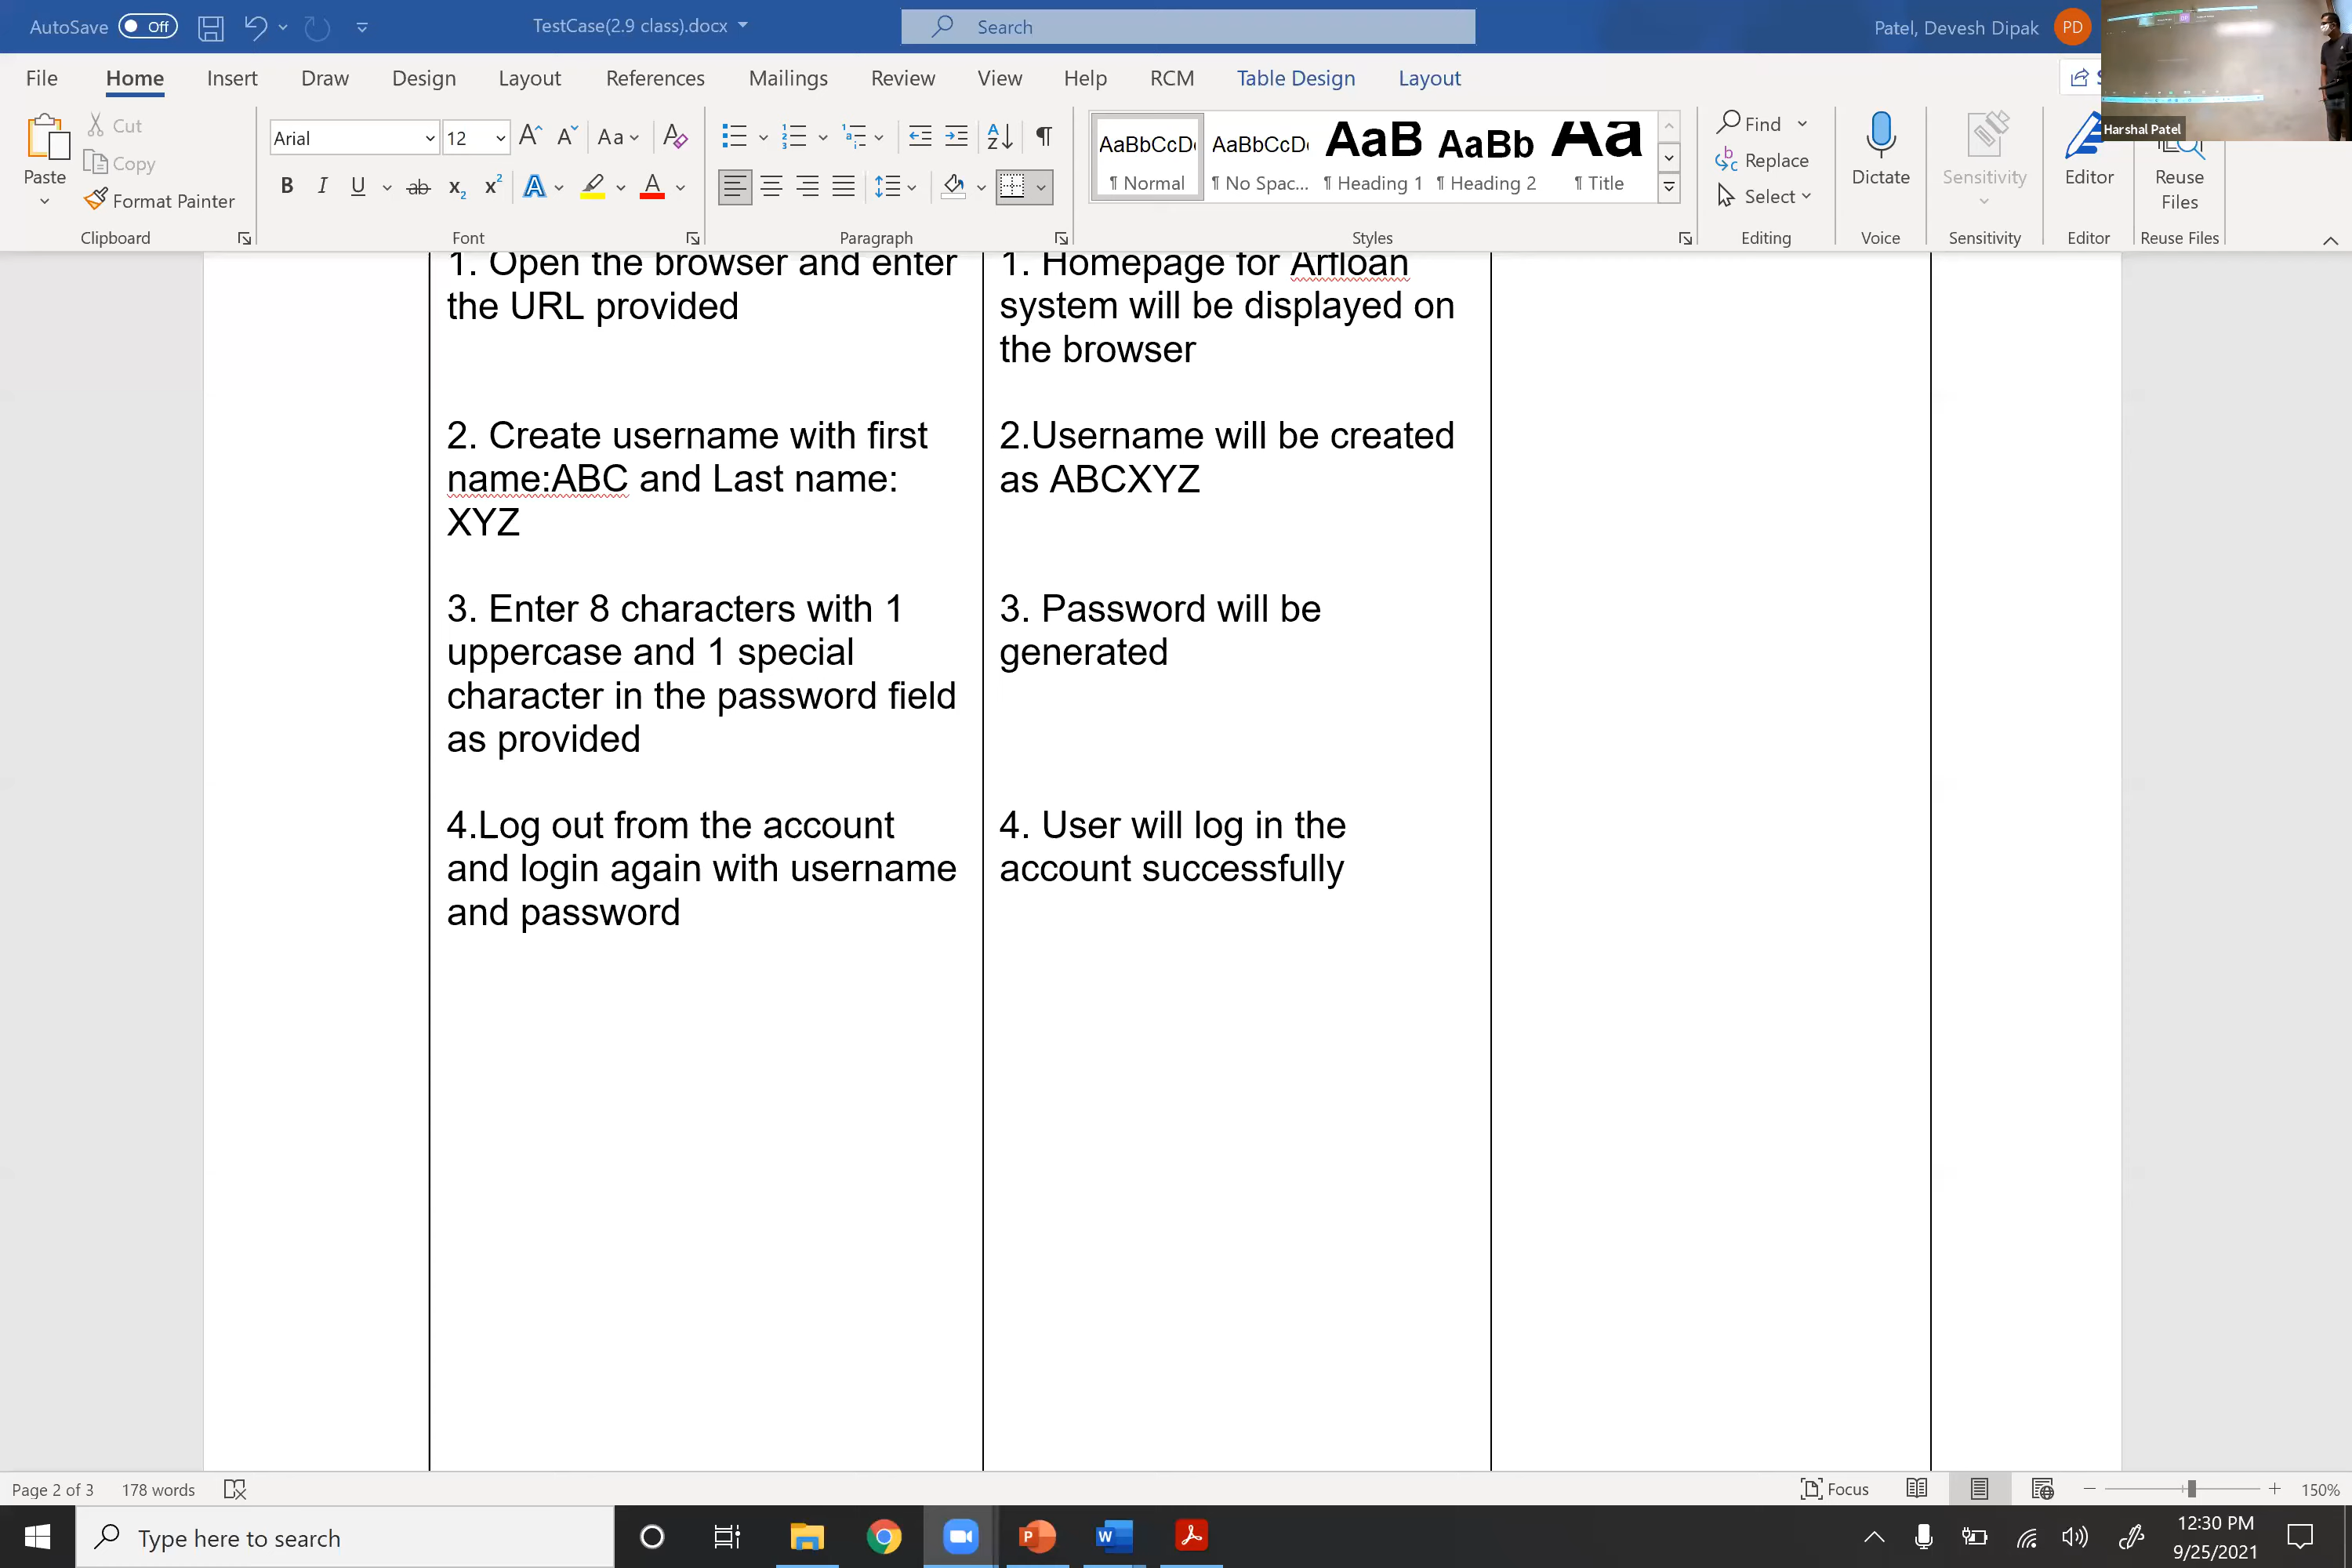 AutoSave Off TestCase(2.9 class).docx Search Patel, Devesh Dipak PD
File Home Insert Draw Design Layout References Mailings Review View Help RCM Table Design Layout
Harshal Patel
Paste Cut Copy Format Painter
Arial 12
AaBbCcD AaBbCcD AaB AaBb Aa
¶ Normal ¶ No Spac... ¶ Heading 1 ¶ Heading 2 ¶ Title
Find
Replace
Select
Dictate Sensitivity Editor Reuse
Files
Clipboard Font Paragraph Styles Editing Voice Sensitivity Editor Reuse Files
1. Open the browser and enter
the URL provided
2. Create username with first
name:ABC and Last name:
XYZ
3. Enter 8 characters with 1
uppercase and 1 special
character in the password field
as provided
4.Log out from the account
and login again with username
and password
1. Homepage for Arfloan
system will be displayed on
the browser
2.Username will be created
as ABCXYZ
3. Password will be
generated
4. User will log in the
account successfully
Page 2 of 3 178 words Focus 150%
Type here to search
12:30 PM
9/25/2021